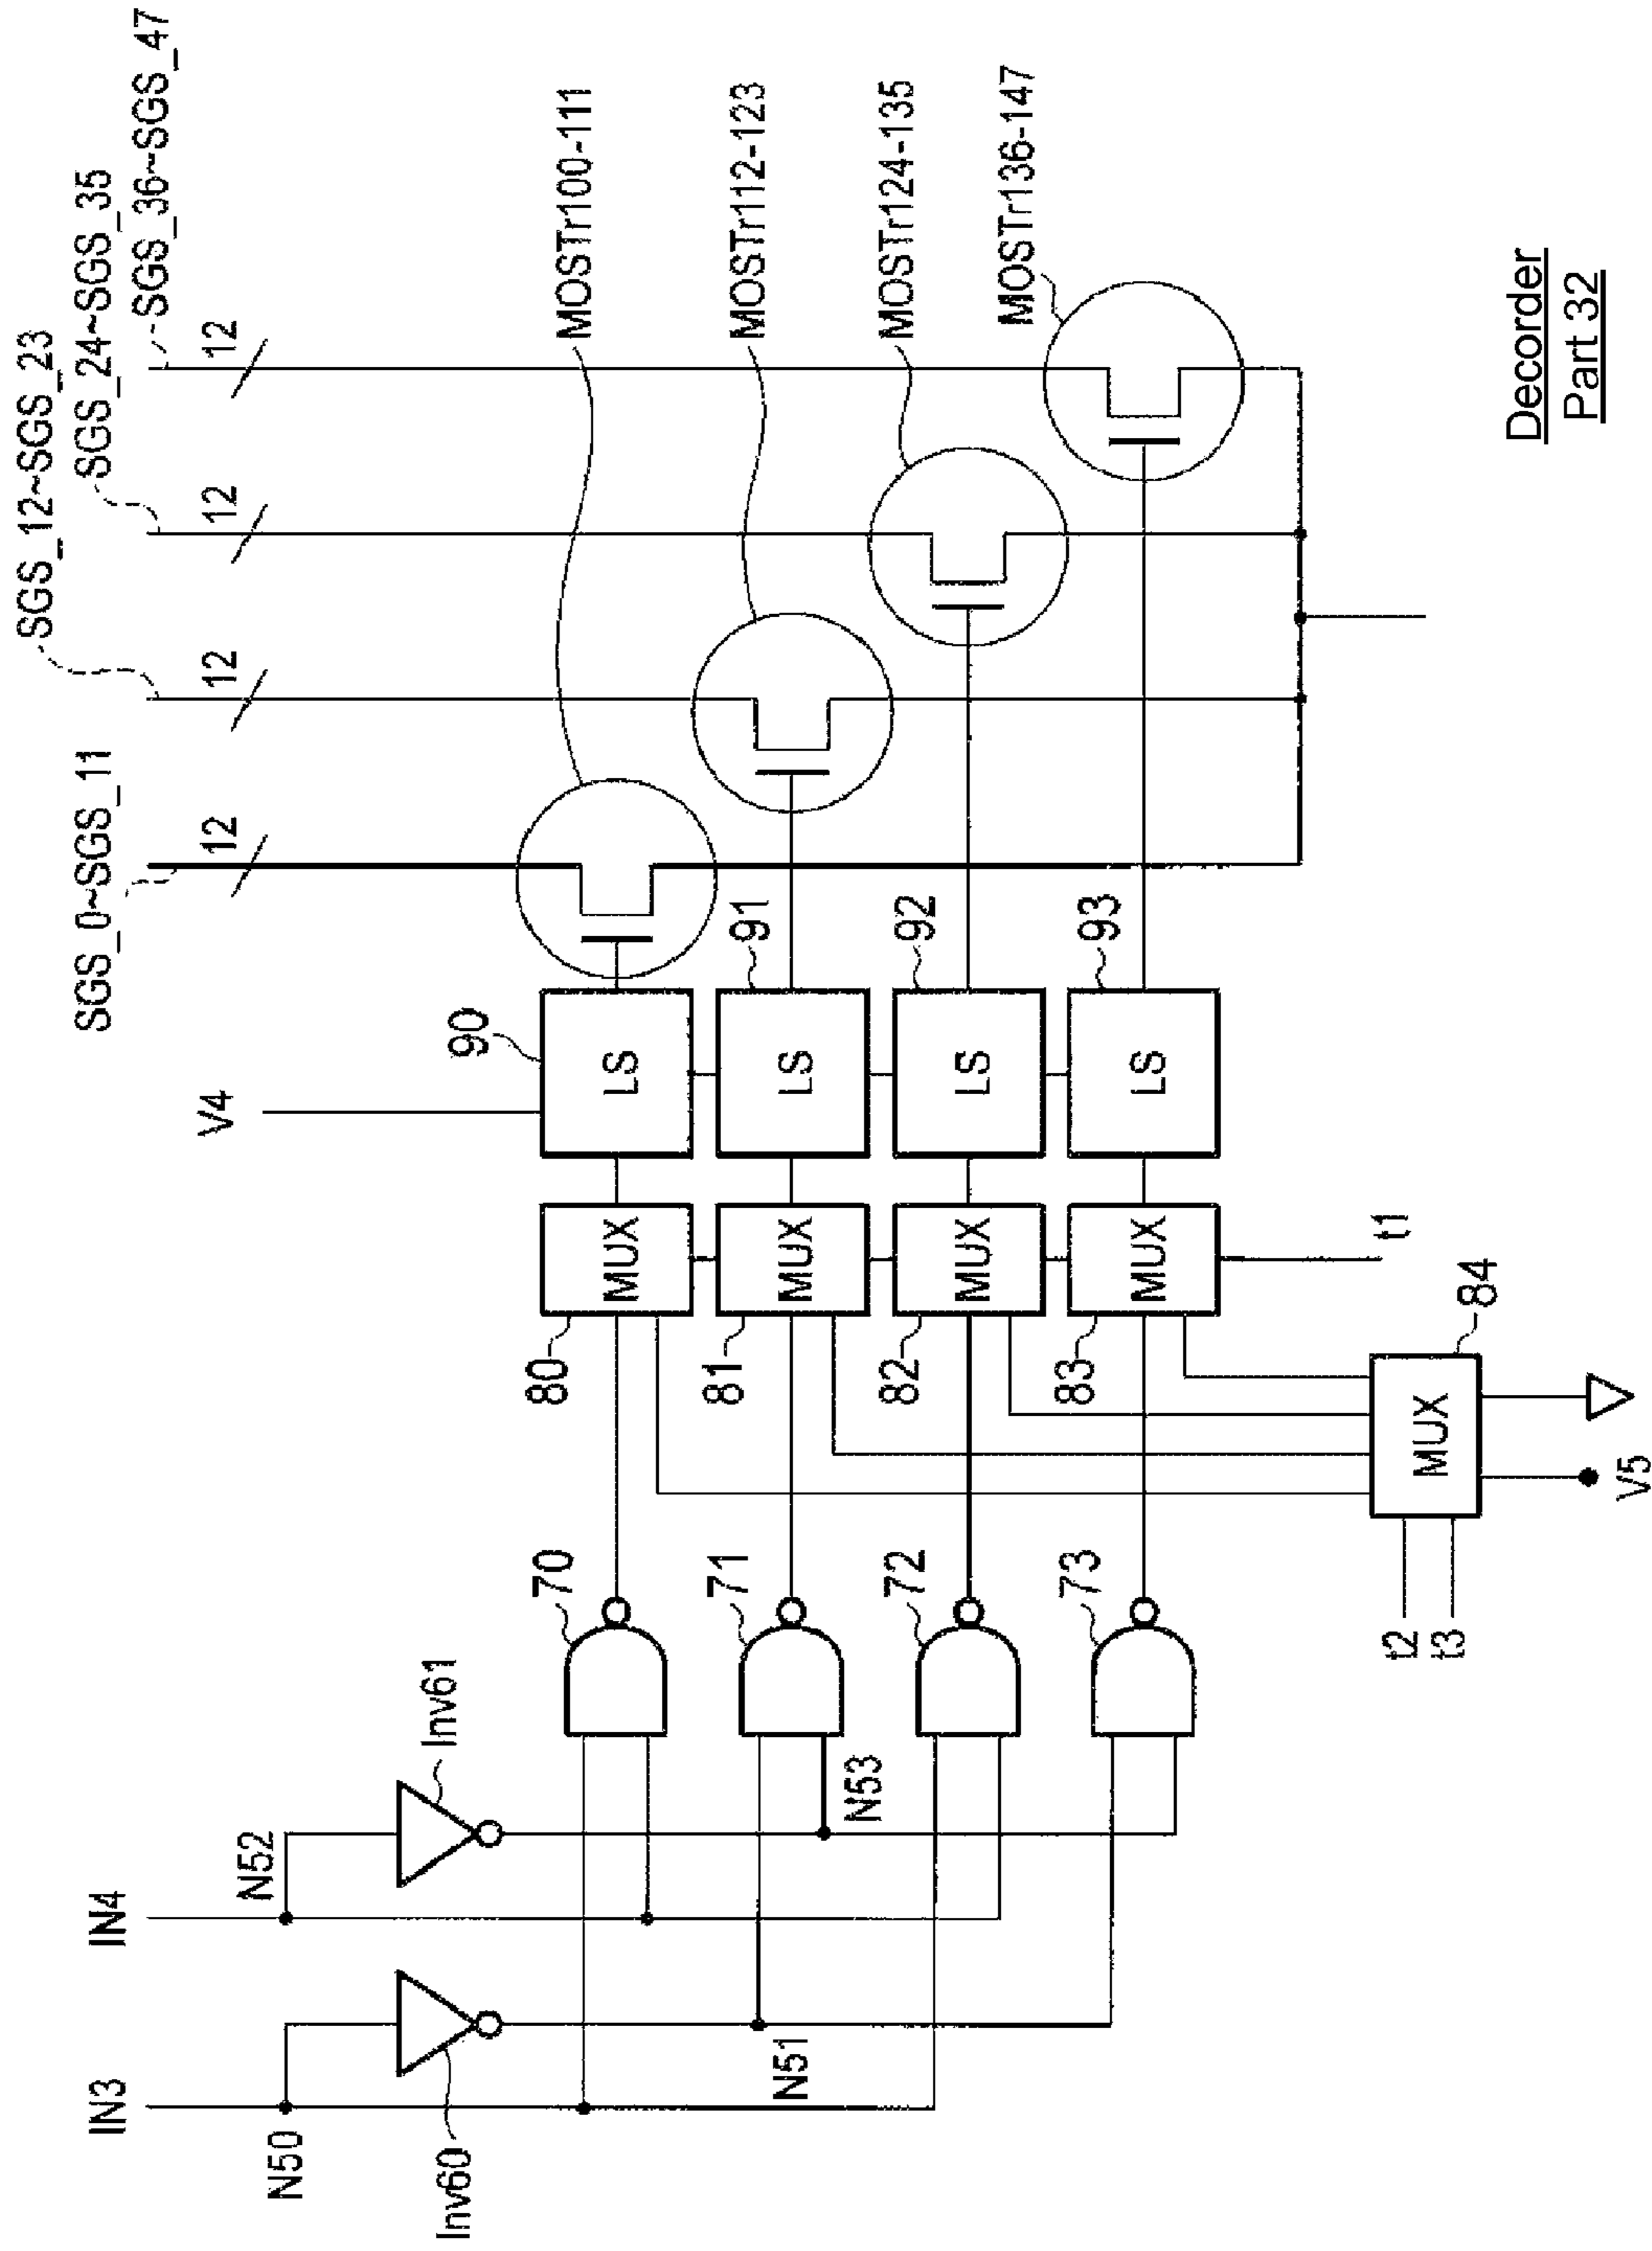 SGS_12~SGS_23
SGS_24~SGS_35
SGS_36~SGS_47
SGS_0~SGS_11
12
12
12
12
MOSTr100-111
MOSTr112-123
MOSTr124-135
MOSTr136-147
V4
90
LS
91
LS
92
LS
93
LS
80
MUX
81
MUX
82
MUX
83
MUX
t1
84
MUX
V5
t2
t3
70
71
72
73
IN4
N52
Inv61
N53
IN3
N50
Inv60
N51
Decorder
Part 32